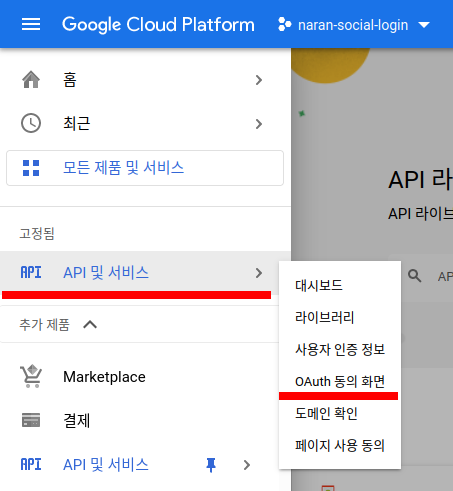 Google Cloud Platform
naran-social-login
홈
최근
모든 제품 및 서비스
고정됨
API API 및 서비스
추가 제품
Marketplace
결제
API API 및 서비스
대시보드
라이브러리
사용자 인증 정보
OAuth 동의 화면
도메인 확인
페이지 사용 동의
API 라
API 라이브
AP